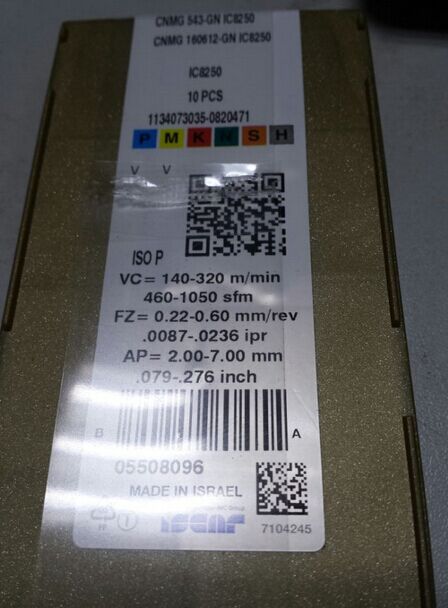 CNMG 543-GN IC8250
CNMG 160612-GN IC8250
IC8250
10 PCS
1134073035-0820471
P M K N S H
V V
ISO P
VC= 140-320 m/min
460-1050 sfm
FZ= 0.22-0.60 mm/rev
.0087-.0236 ipr
AP= 2.00-7.00 mm
.079-.276 inch
B A
05508096
MADE IN ISRAEL
PP T ISCAR 7104245